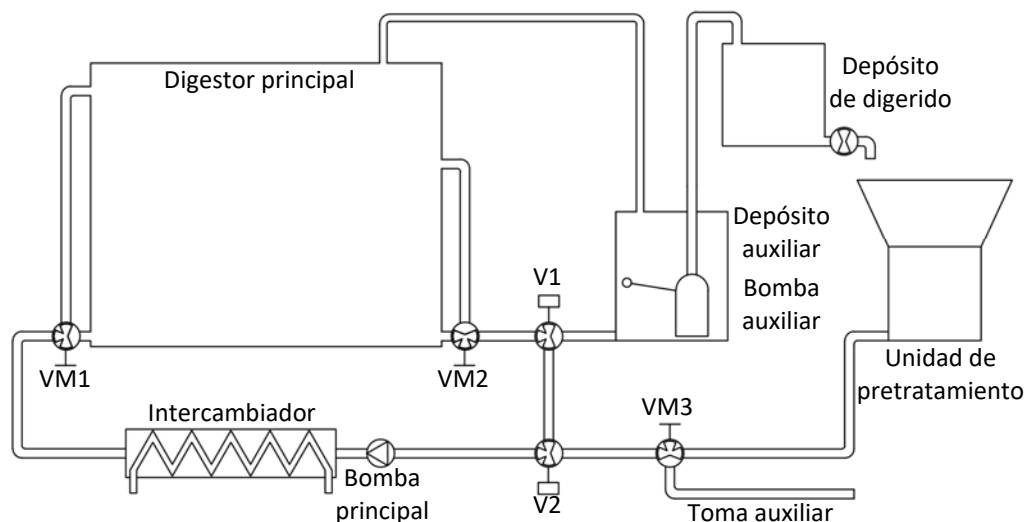 Digestor principal
Depósito
de digerido
Depósito
auxiliar
V1
Bomba
auxiliar
VM1
VM2
Unidad de
pretratamiento
Intercambiador
VM3
Bomba
principal
V2
Toma auxiliar